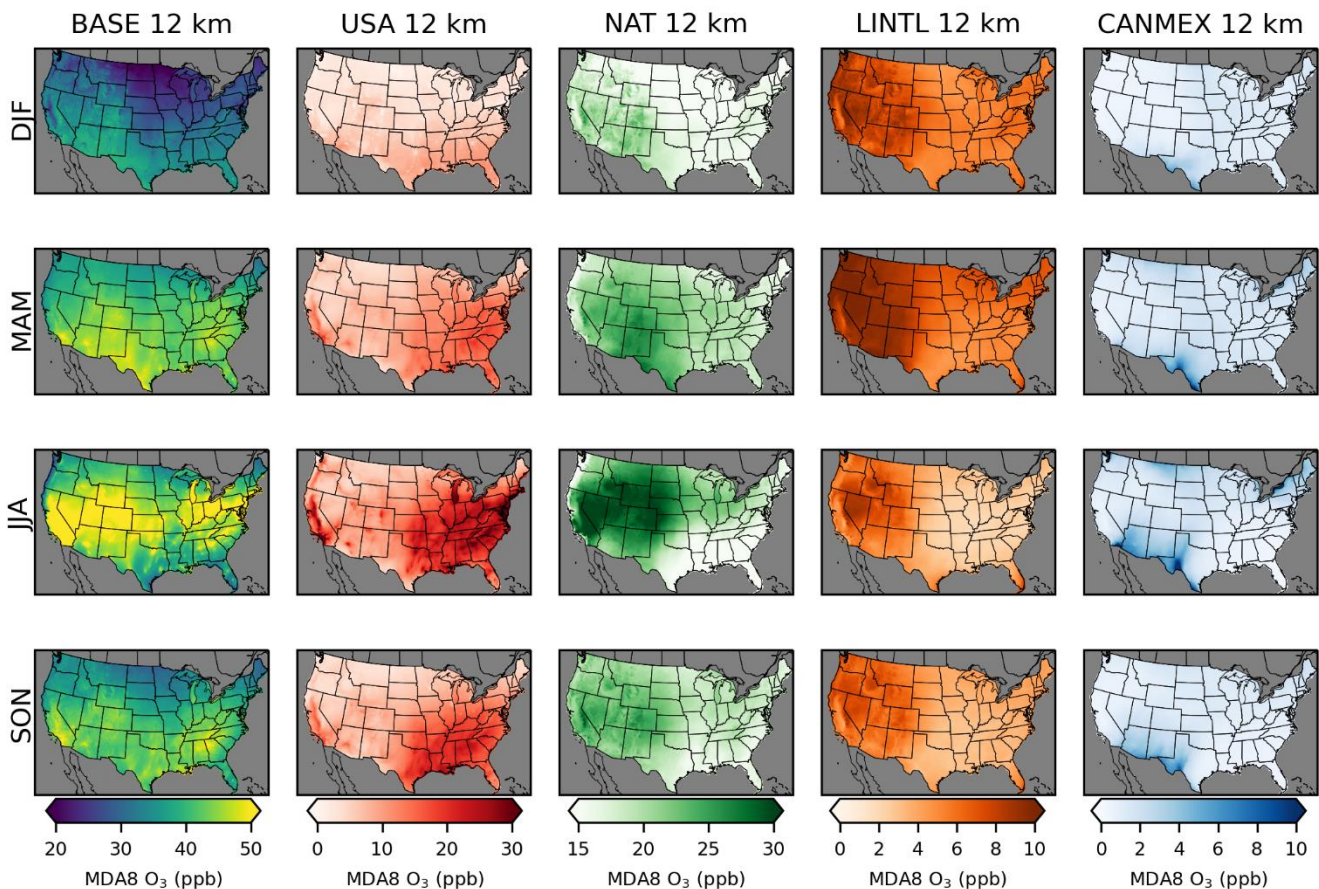 BASE 12 km
USA 12 km
NAT 12 km
LINTL 12 km
CANMEX 12 km
DJF
MAM
JJA
SON
20 30 40 50
MDA8 O₃ (ppb)
0 10 20 30
MDA8 O₃ (ppb)
15 20 25 30
MDA8 O₃ (ppb)
0 2 4 6 8 10
MDA8 O₃ (ppb)
0 2 4 6 8 10
MDA8 O₃ (ppb)